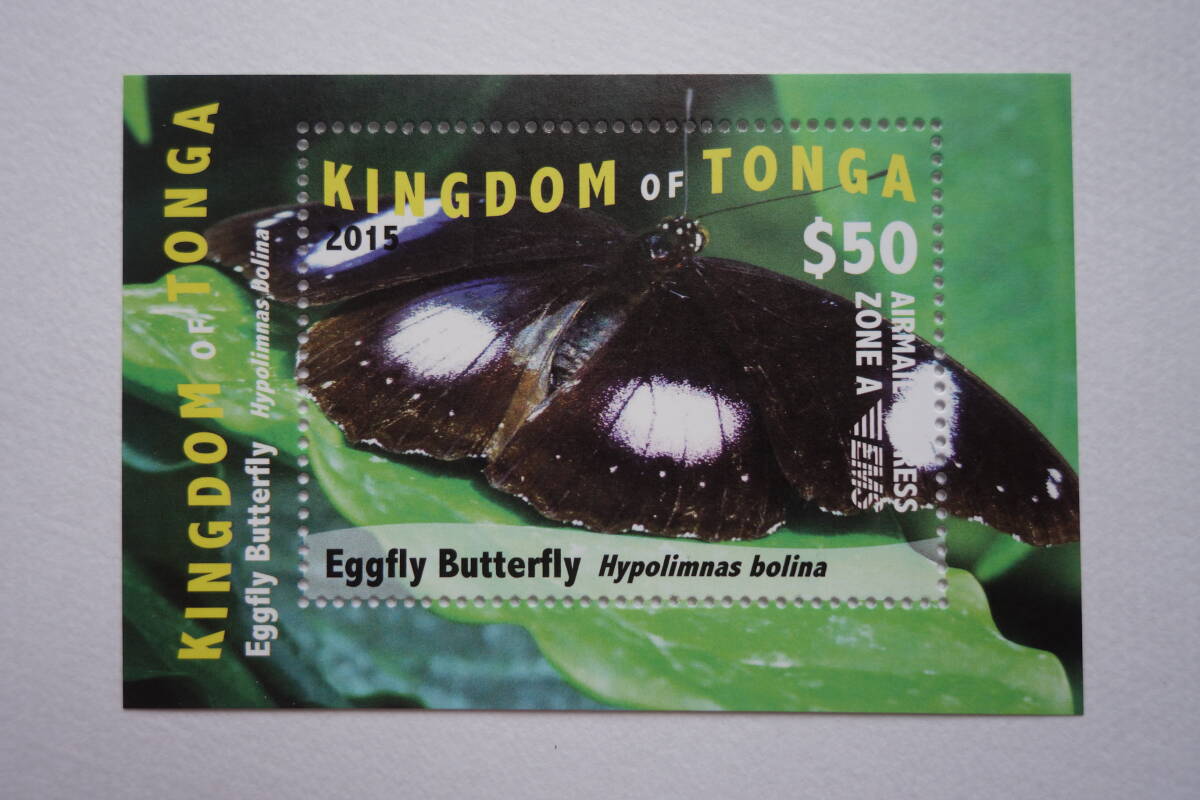 KINGDOM OF TONGA
Eggfly Butterfly Hypolimnas bolina
KINGDOM OF TONGA
2015
$50
AIRMAIL EXPRESS
ZONE A EMS
Eggfly Butterfly Hypolimnas bolina